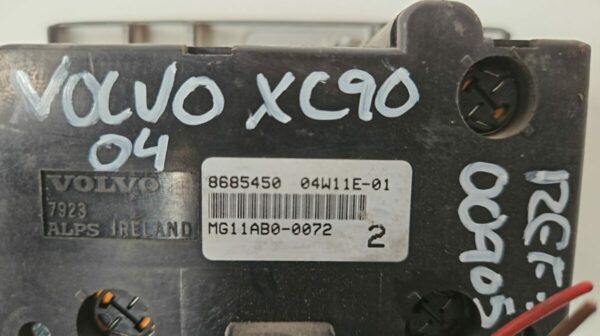 VOLVO XC90
04
VOLVO
7923
ALPS IRELAND
8685450 04W11E-01
MG11AB0-0072 2
REF:
00905